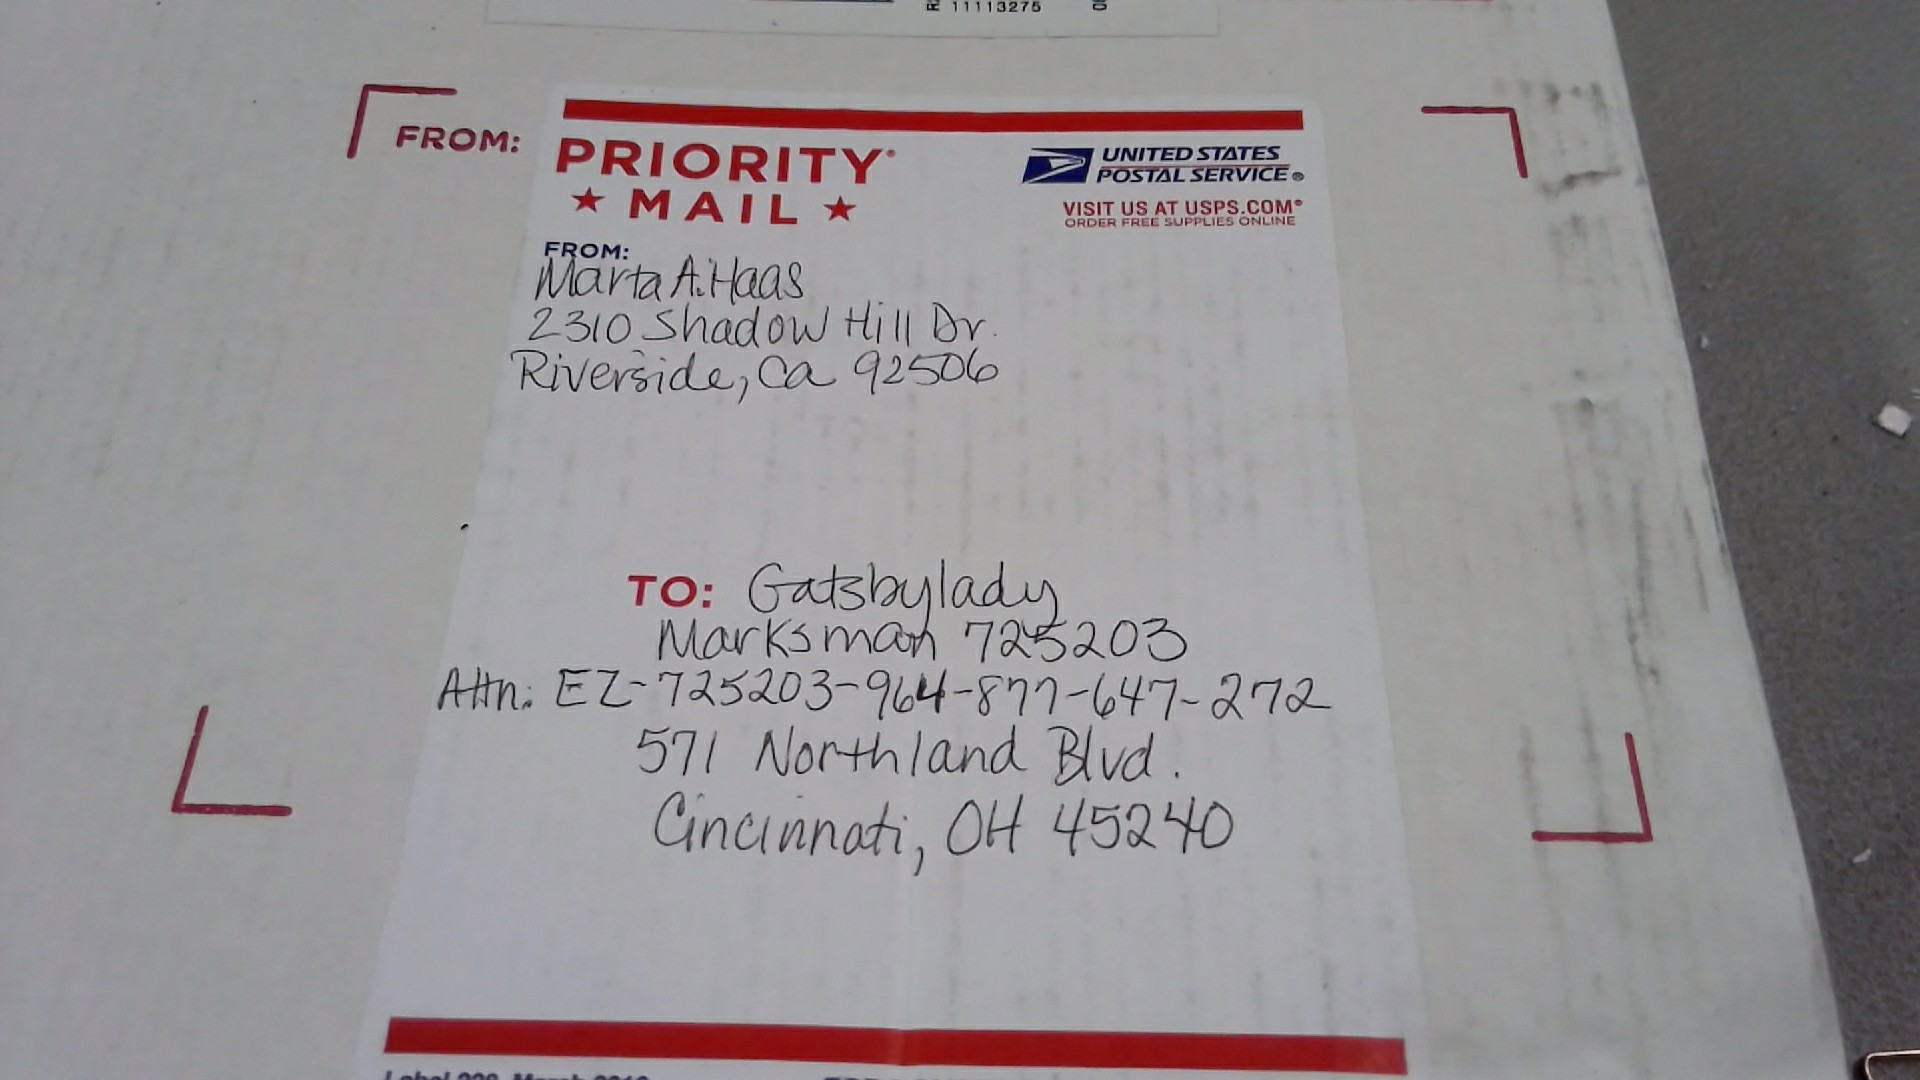 11113275
FROM:
PRIORITY®
★ MAIL ★
UNITED STATES
POSTAL SERVICE®
VISIT US AT USPS.COM®
ORDER FREE SUPPLIES ONLINE
FROM:
Marta A. Haas
2310 Shadow Hill Dr.
Riverside, Ca 92506
TO: Gatsbylady
Marksman 725203
Attn: EZ-725203-964-877-647-272
571 Northland Blvd.
Cincinnati, OH 45240